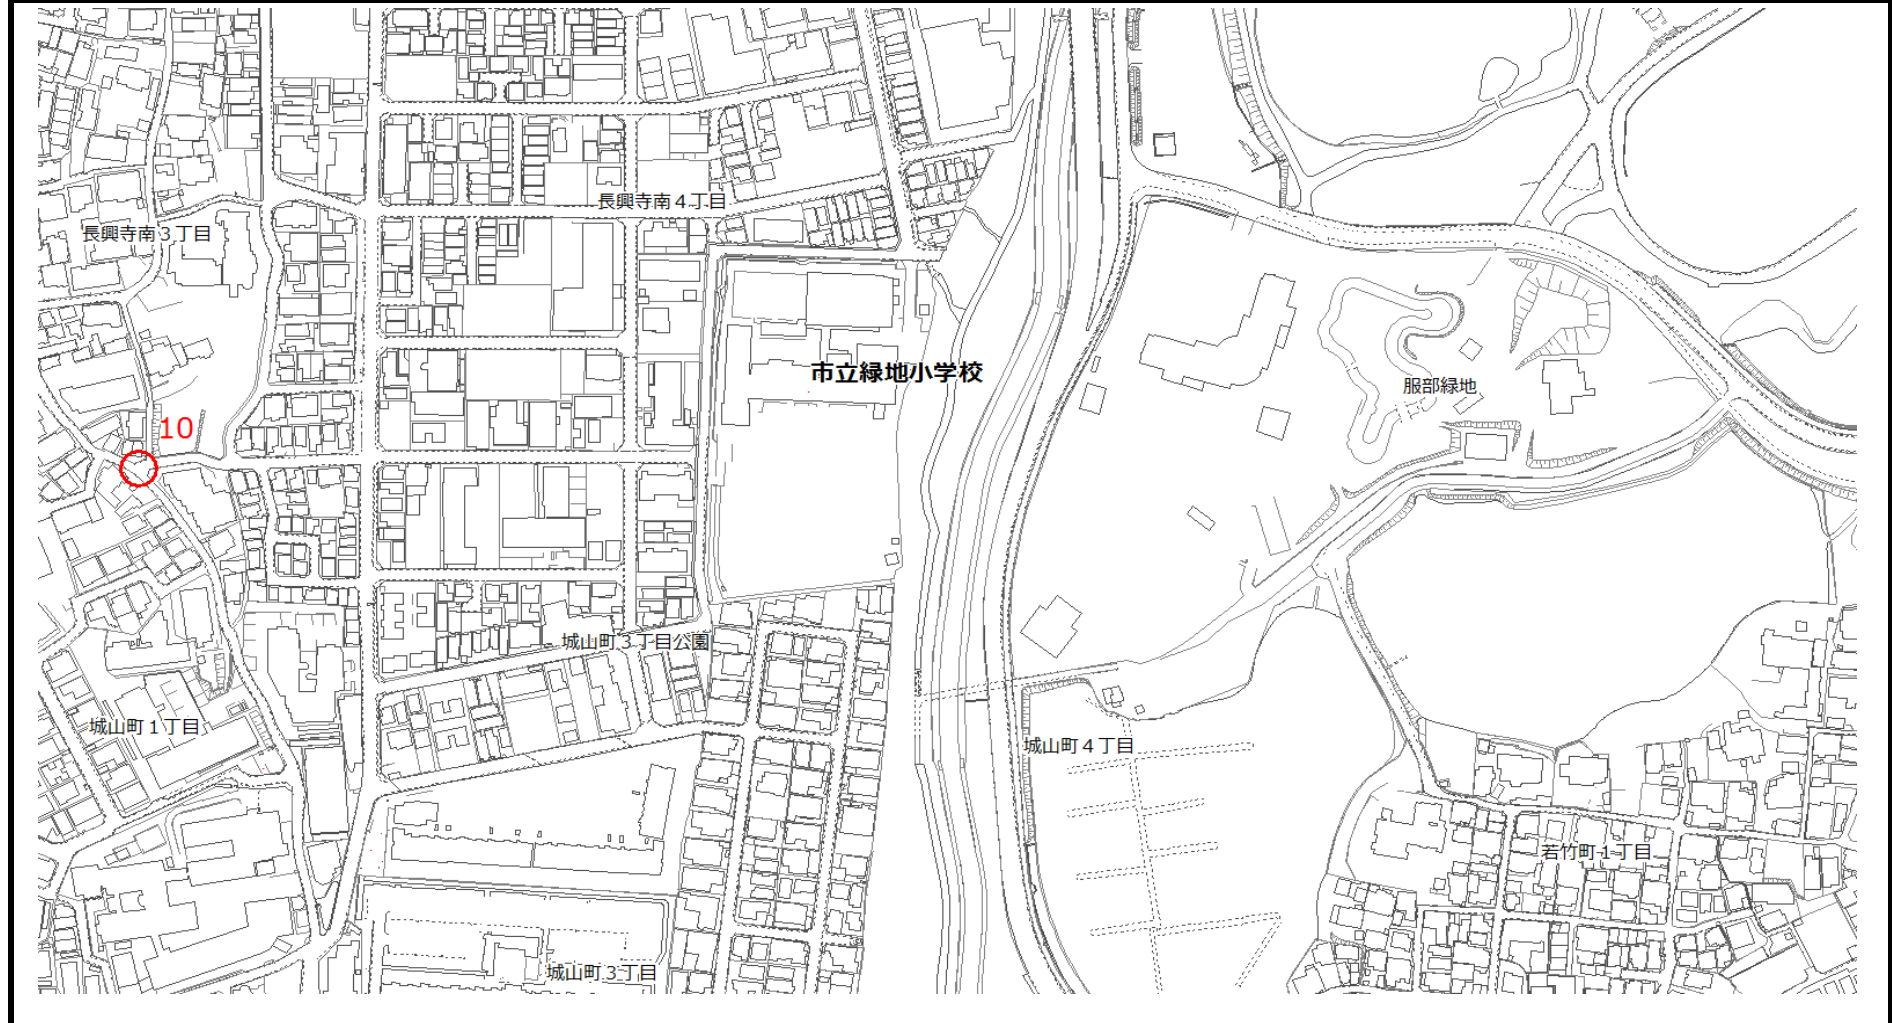 長興寺南４丁目
長興寺南３丁目
市立緑地小学校
服部緑地
10
城山町３丁目公園
城山町１丁目
城山町４丁目
若竹町１丁目
城山町３丁目